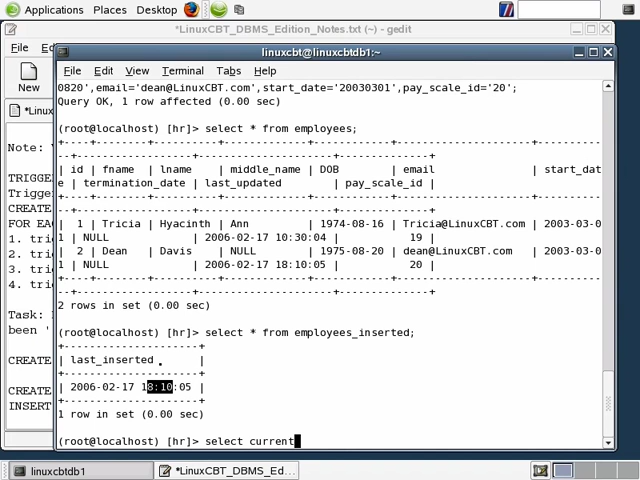 Applications Places Desktop
*LinuxCBT_DBMS_Edition_Notes.txt (~) - gedit
File
New
*Linux
Note:
TRIGGE
Trigge
CREATE
FOR EAC
1. tri
2. tri
3. tri
4. tri
Task:
been '
CREATE
CREATE
INSERT
linuxcbt@linuxcbtdb1:~
File Edit View Terminal Tabs Help
0820',email='dean@LinuxCBT.com',start_date='20030301',pay_scale_id='20';
Query OK, 1 row affected (0.00 sec)
(root@localhost) [hr]> select * from employees;
+----+--------+----------+-------------+------------+--------------------+----------
--+------------------+---------------------+--------------+
| id | fname | lname | middle_name | DOB | email | start_dat
e | termination_date | last_updated | pay_scale_id |
+----+--------+----------+-------------+------------+--------------------+----------
--+------------------+---------------------+--------------+
| 1 | Tricia | Hyacinth | Ann | 1974-08-16 | Tricia@LinuxCBT.com | 2003-03-0
1 | NULL | 2006-02-17 10:30:04 | 19 |
| 2 | Dean | Davis | NULL | 1975-08-20 | dean@LinuxCBT.com | 2003-03-0
1 | NULL | 2006-02-17 18:10:05 | 20 |
+----+--------+----------+-------------+------------+--------------------+----------
--+------------------+---------------------+--------------+
2 rows in set (0.00 sec)
(root@localhost) [hr]> select * from employees_inserted;
+---------------------+
| last_inserted |
+---------------------+
| 2006-02-17 18:10:05 |
+---------------------+
1 row in set (0.00 sec)
(root@localhost) [hr]> select current
linuxcbtdb1
*LinuxCBT_DBMS_Ed...